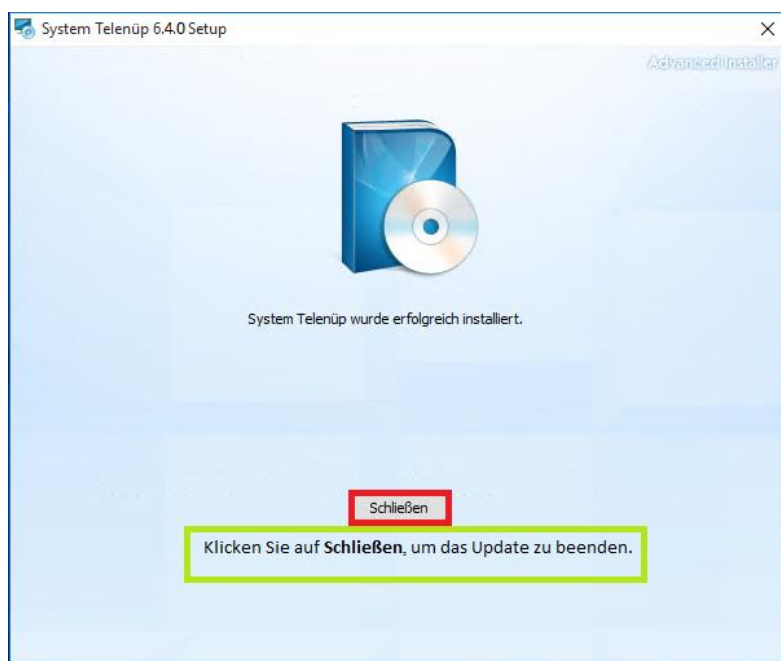 System Telenüp 6.4.0 Setup
Advanced Installer
System Telenüp wurde erfolgreich installiert.
Schließen
Klicken Sie auf Schließen, um das Update zu beenden.